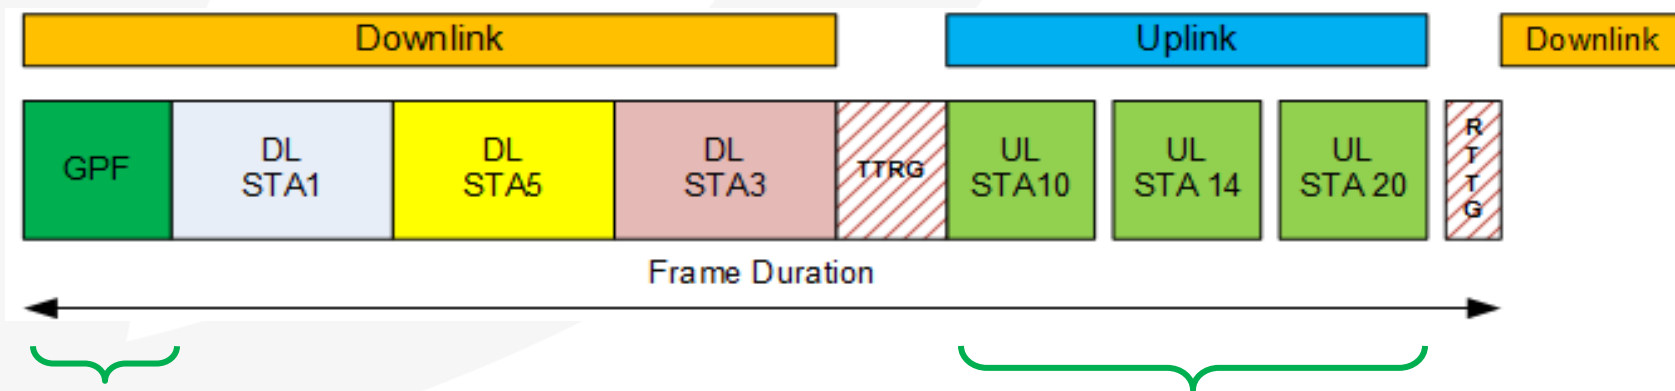 Downlink
Uplink
Downlink
GPF
DL
STA1
DL
STA5
DL
STA3
TTRG
UL
STA10
UL
STA 14
UL
STA 20
R
T
T
G
Frame Duration